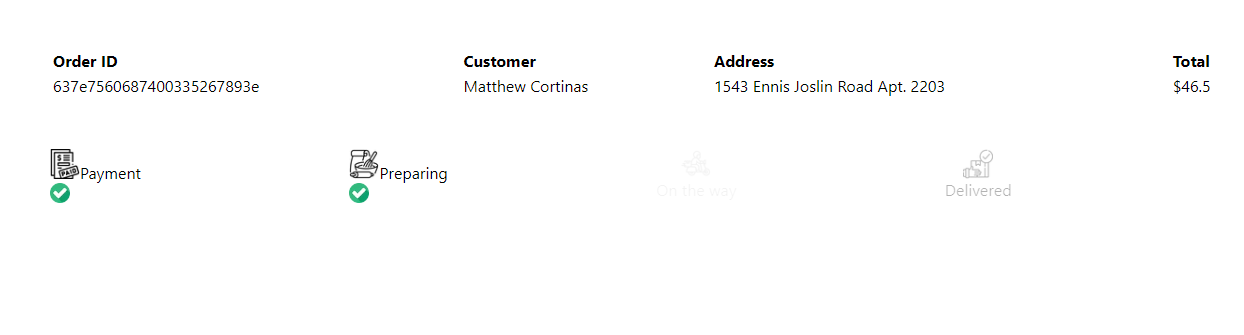 Order ID Customer Address Total
637e7560687400335267893e Matthew Cortinas 1543 Ennis Joslin Road Apt. 2203 $46.5
$ PAID Payment Preparing On the way Delivered